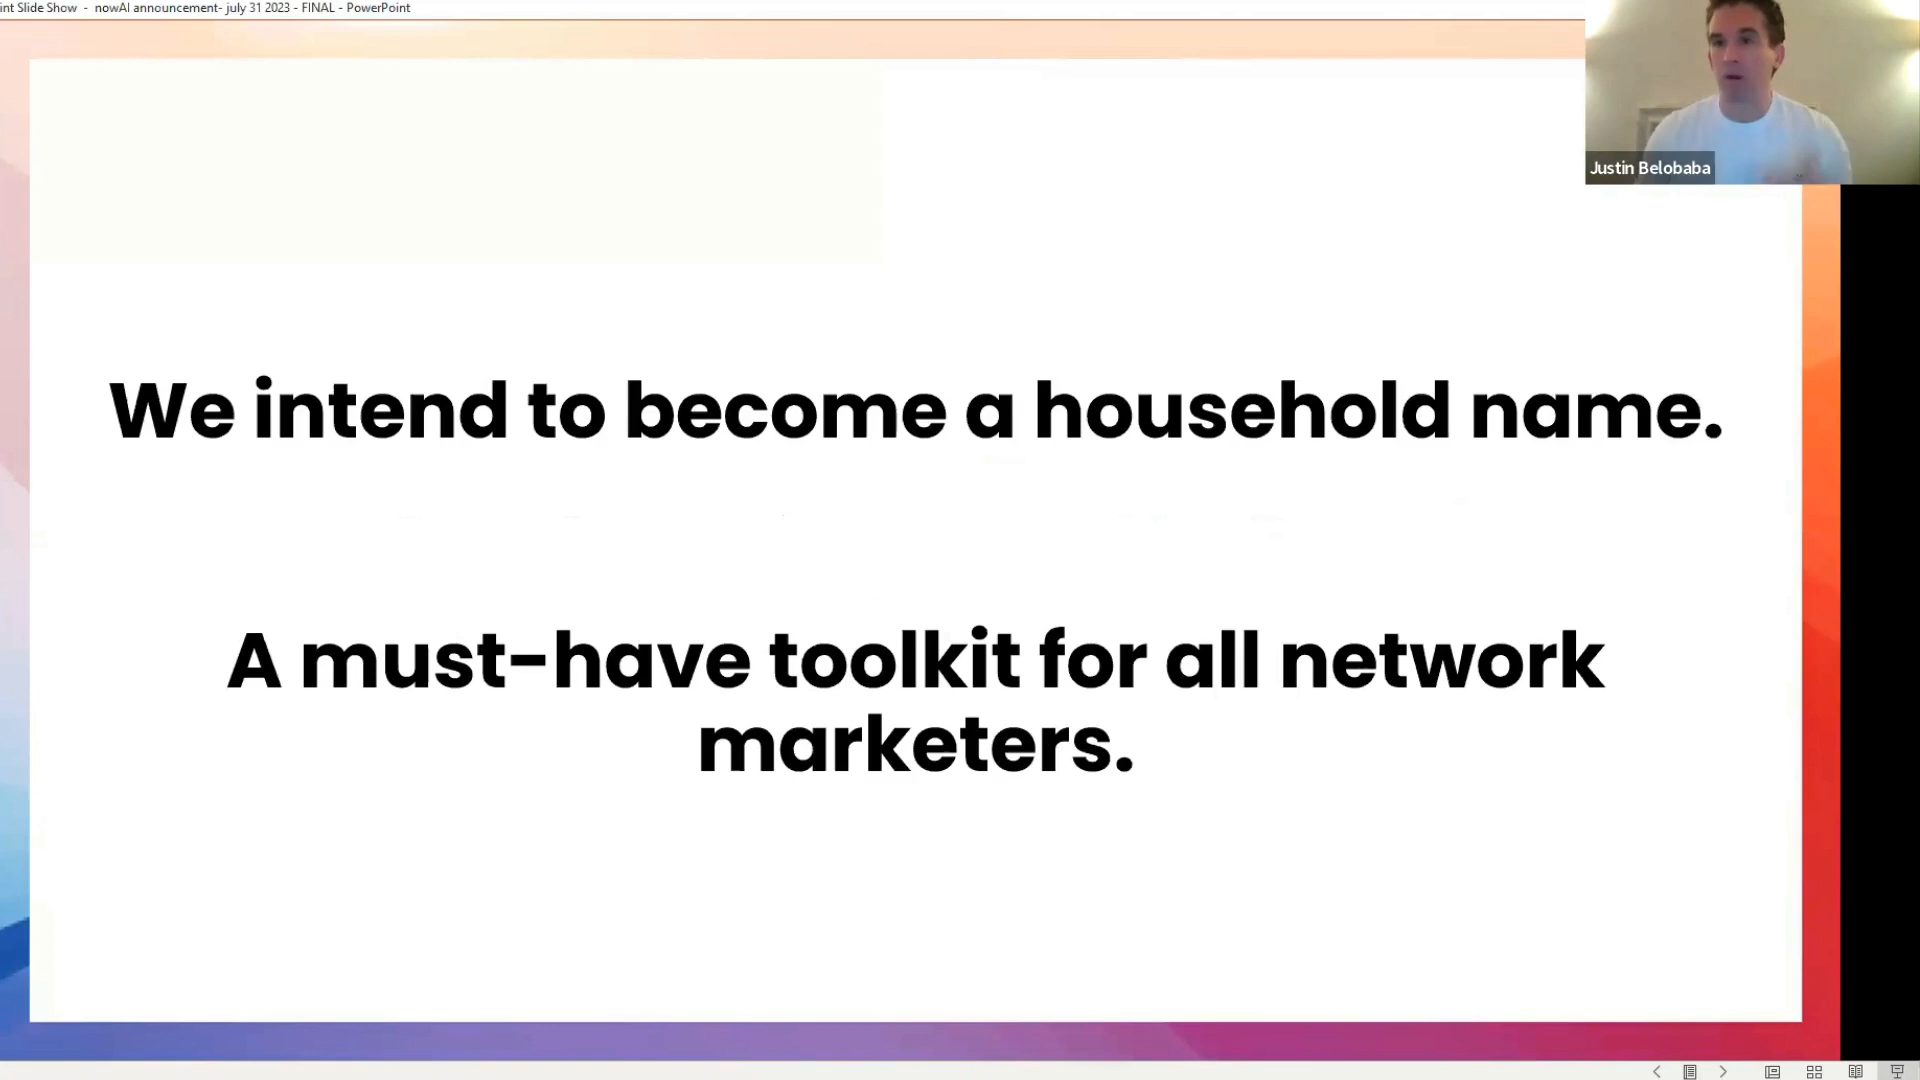 int Slide Show - nowAI announcement- july 31 2023 - FINAL - PowerPoint
Justin Belobaba
We intend to become a household name.
A must-have toolkit for all network
marketers.